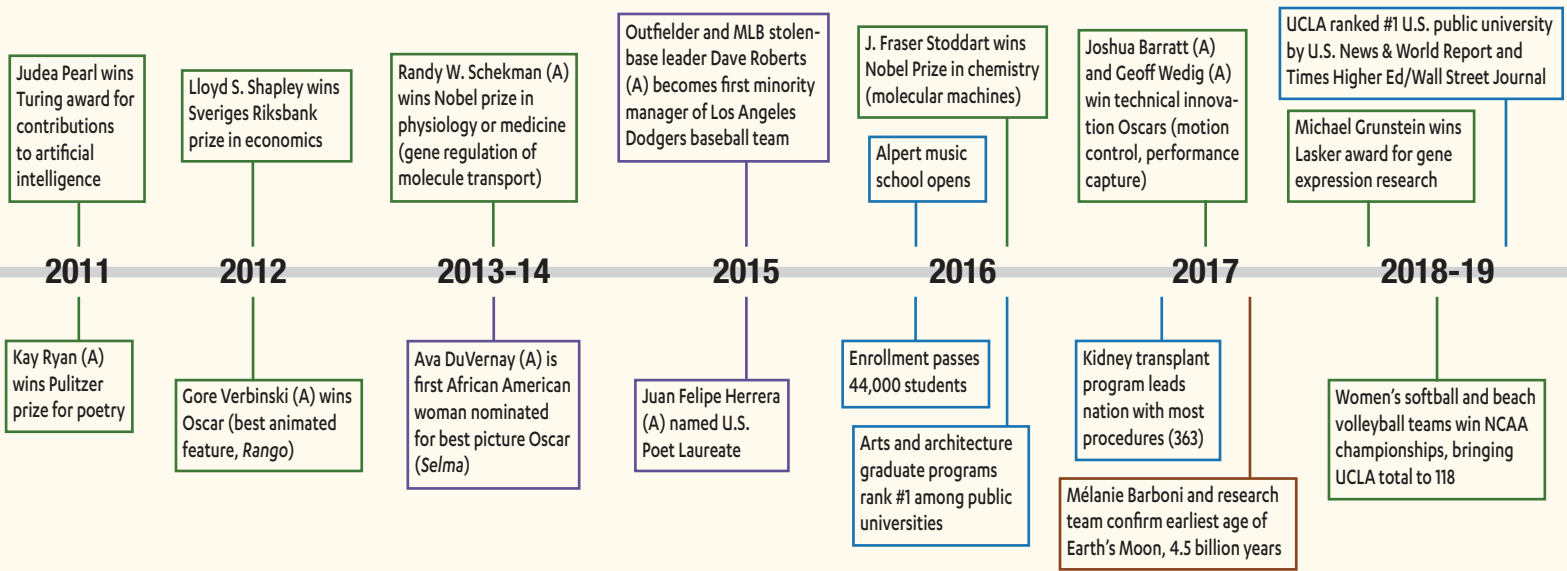 Judea Pearl wins
Turing award for
contributions
to artificial
intelligence
Lloyd S. Shapley wins
Sveriges Riksbank
prize in economics
Randy W. Schekman (A)
wins Nobel prize in
physiology or medicine
(gene regulation of
molecule transport)
Outfielder and MLB stolen-
base leader Dave Roberts
(A) becomes first minority
manager of Los Angeles
Dodgers baseball team
J. Fraser Stoddart wins
Nobel Prize in chemistry
(molecular machines)
Alpert music
school opens
Joshua Barratt (A)
and Geoff Wedig (A)
win technical innova-
tion Oscars (motion
control, performance
capture)
UCLA ranked #1 U.S. public university
by U.S. News & World Report and
Times Higher Ed/Wall Street Journal
Michael Grunstein wins
Lasker award for gene
expression research
2011
2012
2013-14
2015
2016
2017
2018-19
Kay Ryan (A)
wins Pulitzer
prize for poetry
Gore Verbinski (A) wins
Oscar (best animated
feature, Rango)
Ava DuVernay (A) is
first African American
woman nominated
for best picture Oscar
(Selma)
Juan Felipe Herrera
(A) named U.S.
Poet Laureate
Enrollment passes
44,000 students
Arts and architecture
graduate programs
rank #1 among public
universities
Kidney transplant
program leads
nation with most
procedures (363)
Mélanie Barboni and research
team confirm earliest age of
Earth's Moon, 4.5 billion years
Women's softball and beach
volleyball teams win NCAA
championships, bringing
UCLA total to 118